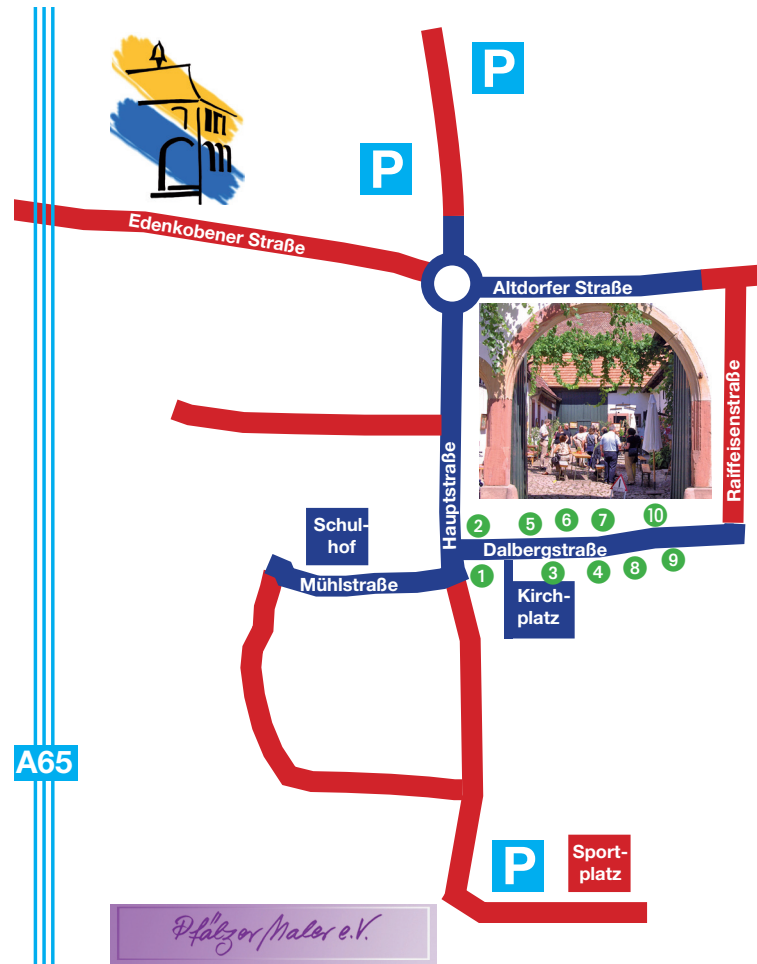 P
P
Edenkobener Straße
Altdorfer Straße
Hauptstraße
Raiffeisenstraße
2
5
6
7
10
Schul-
hof
Dalbergstraße
Mühlstraße
1
3
4
8
9
Kirch-
platz
A65
P
Sport-
platz
Pfälzer Maler e.V.